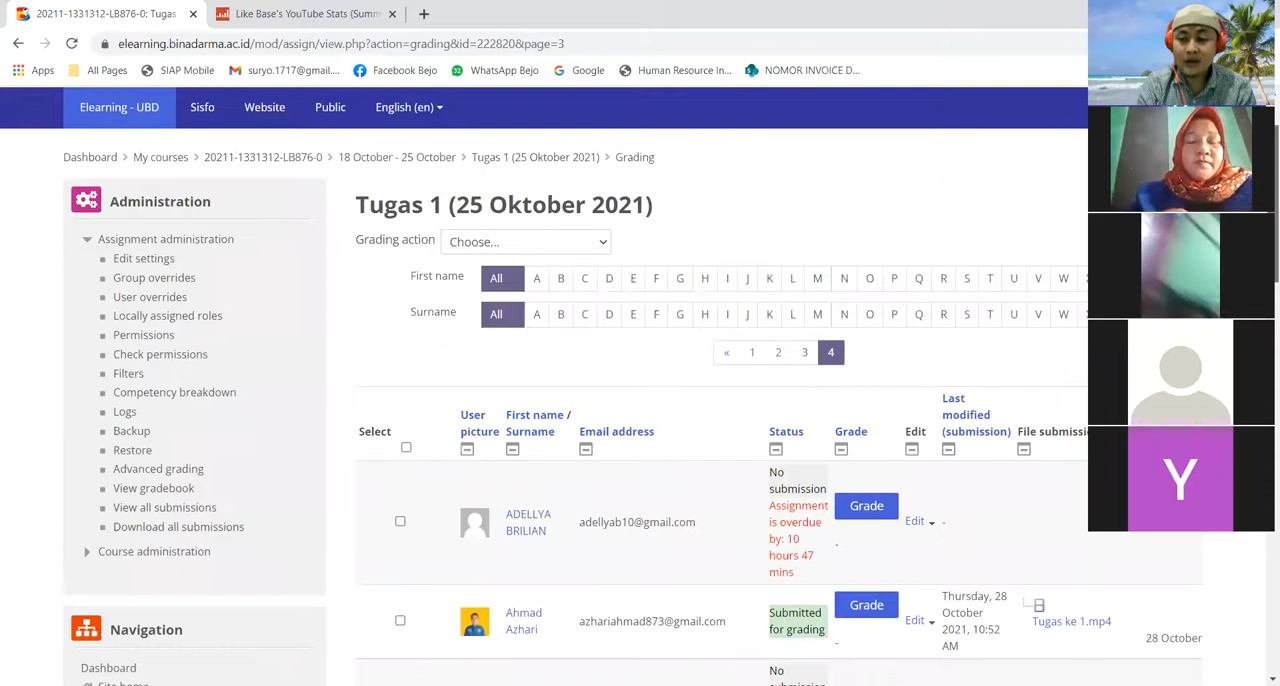 20211-1331312-LB876-0: Tugas
Like Base's YouTube Stats (Summ
elearning.binadarma.ac.id/mod/assign/view.php?action=grading&id=222820&page=3
Apps All Pages SIAP Mobile suryo.1717@gmail.... Facebook Bejo WhatsApp Bejo Google Human Resource In... NOMOR INVOICE D...
Elearning - UBD Sisfo Website Public English (en)
Dashboard > My courses > 20211-1331312-LB876-0 > 18 October - 25 October > Tugas 1 (25 Oktober 2021) > Grading
Administration
Assignment administration
Edit settings
Group overrides
User overrides
Locally assigned roles
Permissions
Check permissions
Filters
Competency breakdown
Logs
Backup
Restore
Advanced grading
View gradebook
View all submissions
Download all submissions
Course administration
Navigation
Dashboard
Site home
Tugas 1 (25 Oktober 2021)
Grading action Choose...
First name All A B C D E F G H I J K L M N O P Q R S T U V W
Surname All A B C D E F G H I J K L M N O P Q R S T U V W
« 1 2 3 4
Select
User
picture
First name /
Surname
Email address
Status
Grade
Edit
Last
modified
(submission)
File submissi
ADELLYA
BRILIAN
adellyab10@gmail.com
No
submission
Assignment
is overdue
by: 10
hours 47
mins
Grade
-
Edit
-
Ahmad
Azhari
azhariahmad873@gmail.com
Submitted
for grading
Grade
-
Edit
Thursday, 28
October
2021, 10:52
AM
Tugas ke 1.mp4
28 October
No
submission
Y